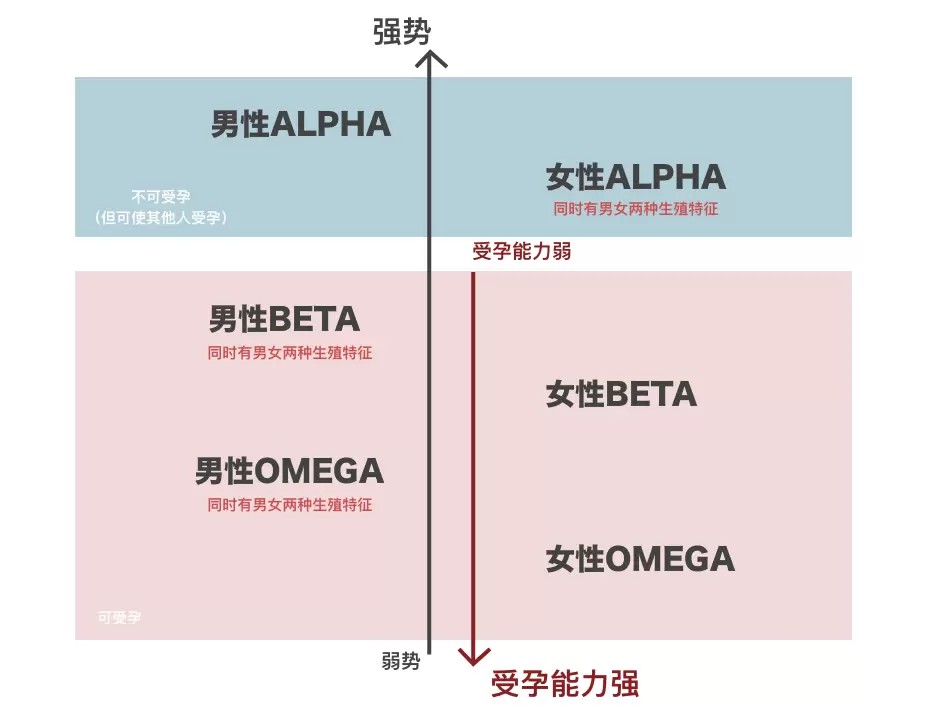 强势
男性ALPHA
女性ALPHA
同时有男女两种生殖特征
不可受孕
（但可使其他人受孕）
受孕能力弱
男性BETA
同时有男女两种生殖特征
女性BETA
男性OMEGA
同时有男女两种生殖特征
女性OMEGA
可受孕
弱势
受孕能力强